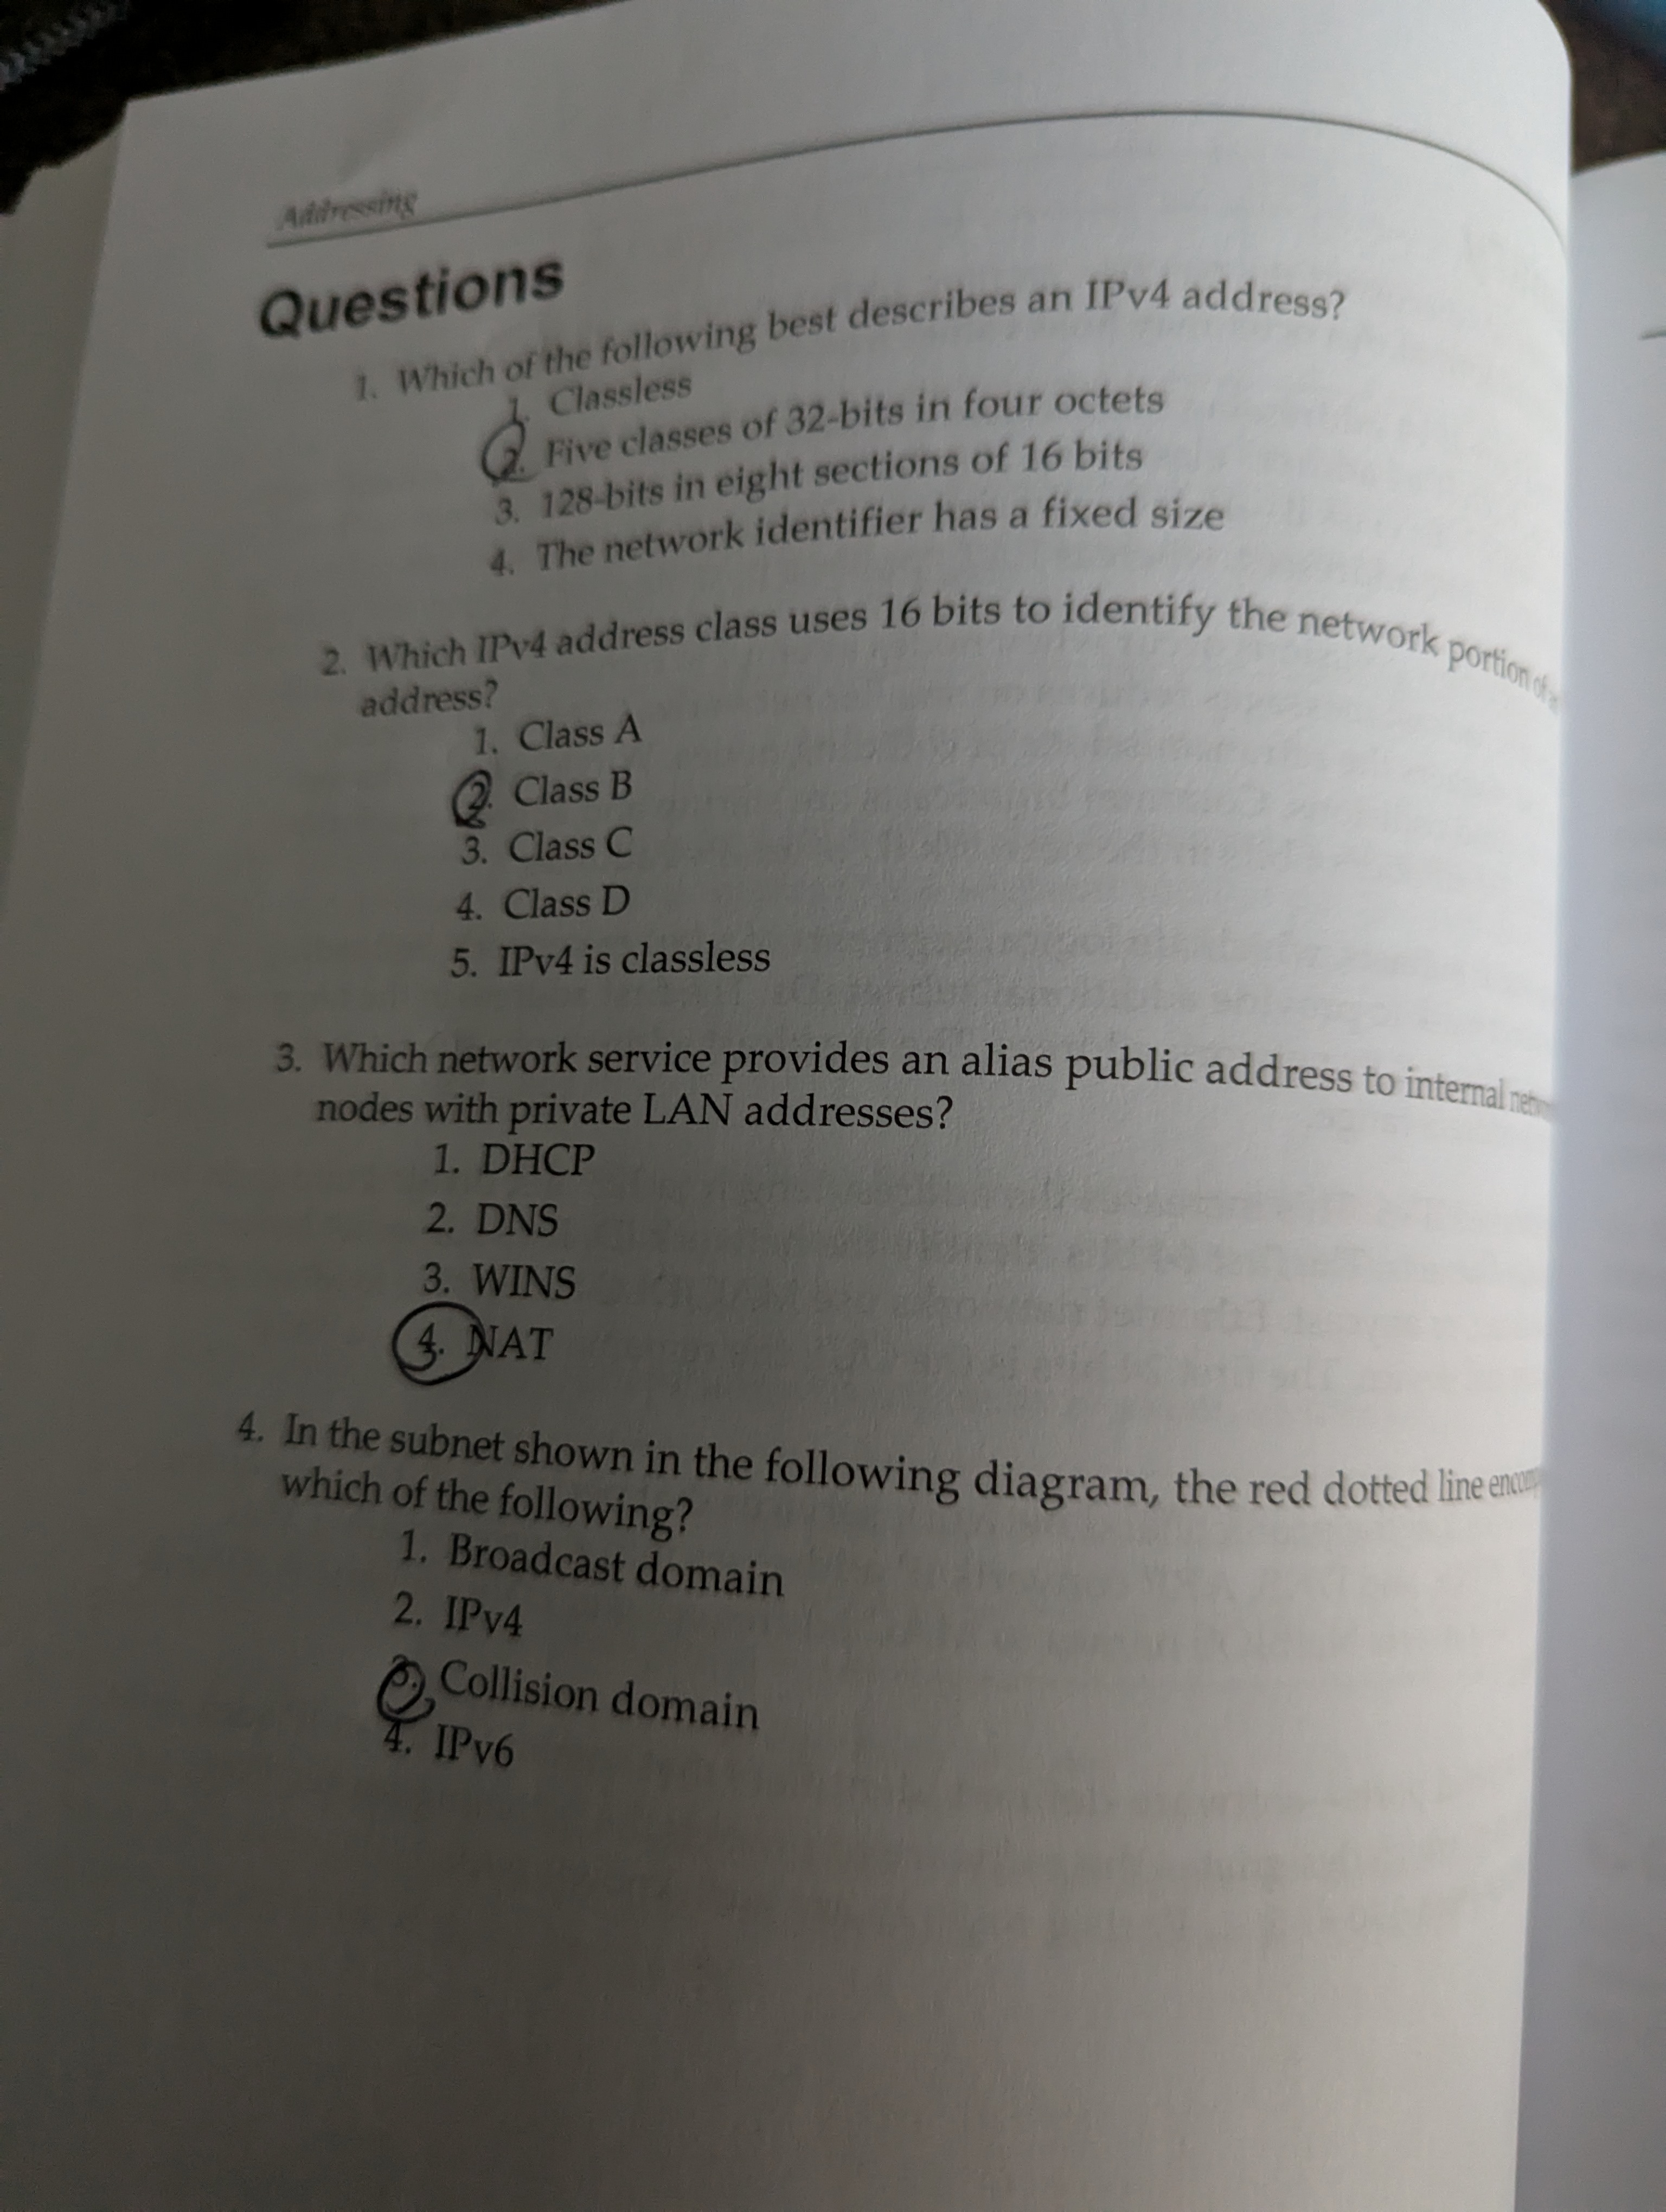 Addressing
Questions
1. Which of the following best describes an IPv4 address?
1. Classless
2. Five classes of 32-bits in four octets
3. 128-bits in eight sections of 16 bits
4. The network identifier has a fixed size
2. Which IPv4 address class uses 16 bits to identify the network portion of
address?
1. Class A
2. Class B
3. Class C
4. Class D
5. IPv4 is classless
3. Which network service provides an alias public address to internal
nodes with private LAN addresses?
1. DHCP
2. DNS
3. WINS
4. NAT
4. In the subnet shown in the following diagram, the red dotted line
which of the following?
1. Broadcast domain
2. IPv4
3. Collision domain
4. IPv6